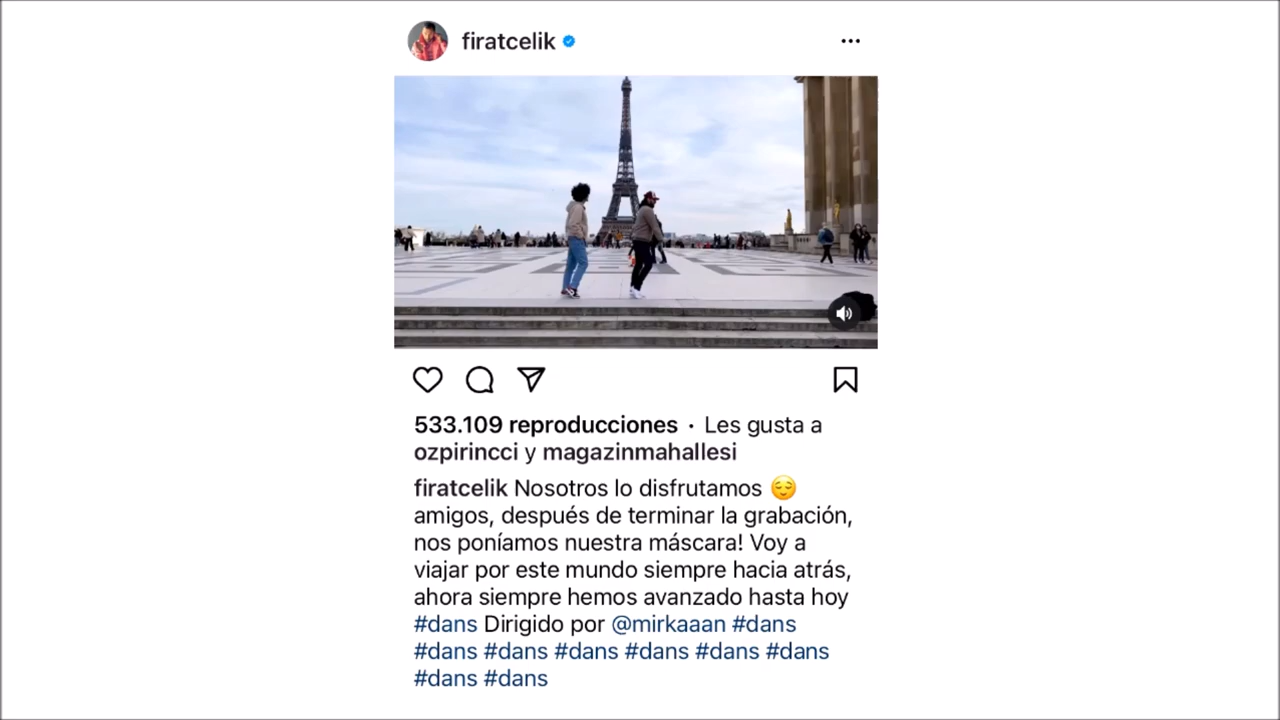 firatcelik
533.109 reproducciones • Les gusta a
ozpirincci y magazinmahallesi
firatcelik Nosotros lo disfrutamos 😌
amigos, después de terminar la grabación,
nos poníamos nuestra máscara! Voy a
viajar por este mundo siempre hacia atrás,
ahora siempre hemos avanzado hasta hoy
#dans Dirigido por @mirkaaan #dans
#dans #dans #dans #dans #dans #dans
#dans #dans